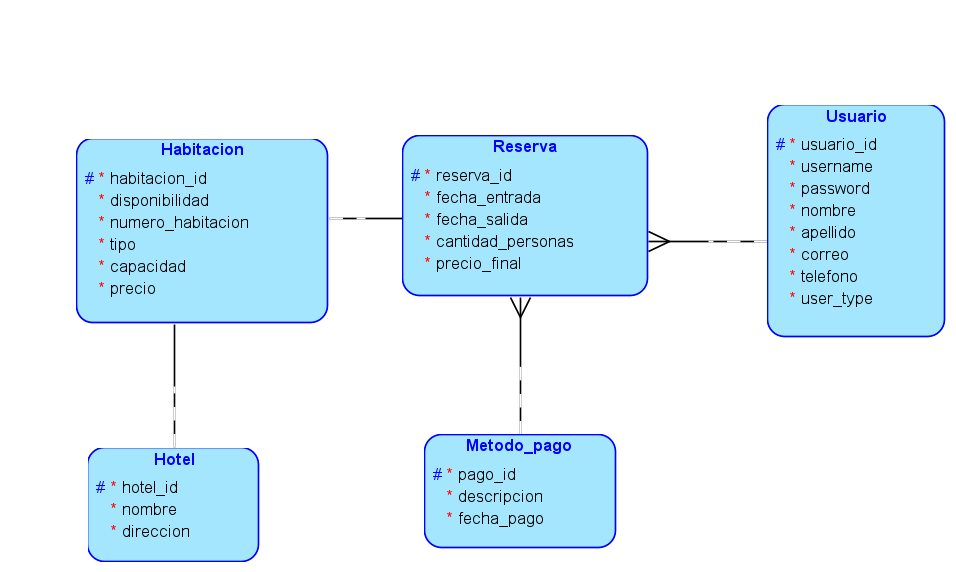 Habitacion
# * habitacion_id
* disponibilidad
* numero_habitacion
* tipo
* capacidad
* precio
Reserva
# * reserva_id
* fecha_entrada
* fecha_salida
* cantidad_personas
* precio_final
Usuario
# * usuario_id
* username
* password
* nombre
* apellido
* correo
* telefono
* user_type
Hotel
# * hotel_id
* nombre
* direccion
Metodo_pago
# * pago_id
* descripcion
* fecha_pago